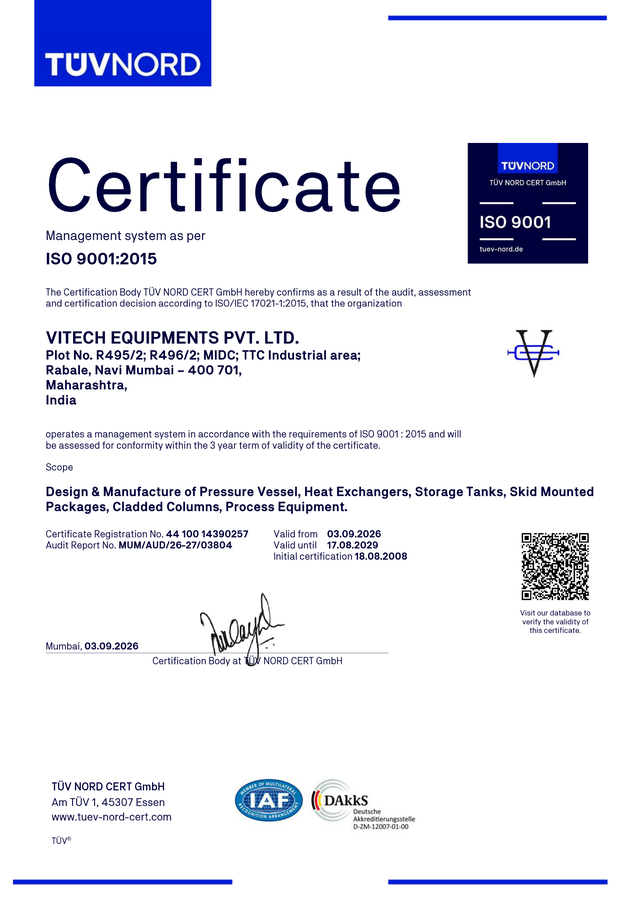 TÜVNORD
Certificate
TÜVNORD
TÜV NORD CERT GmbH
ISO 9001
tuev-nord.de
Management system as per
ISO 9001:2015
The Certification Body TÜV NORD CERT GmbH hereby confirms as a result of the audit, assessment
and certification decision according to ISO/IEC 17021-1:2015, that the organization
VITECH EQUIPMENTS PVT. LTD.
Plot No. R495/2; R496/2; MIDC; TTC Industrial area;
Rabale, Navi Mumbai – 400 701,
Maharashtra,
India
operates a management system in accordance with the requirements of ISO 9001 : 2015 and will
be assessed for conformity within the 3 year term of validity of the certificate.
Scope
Design & Manufacture of Pressure Vessel, Heat Exchangers, Storage Tanks, Skid Mounted
Packages, Cladded Columns, Process Equipment.
Certificate Registration No. 44 100 14390257
Audit Report No. MUM/AUD/26-27/03804
Valid from 03.09.2026
Valid until 17.08.2029
Initial certification 18.08.2008
Visit our database to
verify the validity of
this certificate.
Mumbai, 03.09.2026
Certification Body at TÜV NORD CERT GmbH
TÜV NORD CERT GmbH
Am TÜV 1, 45307 Essen
www.tuev-nord-cert.com
TÜV®
MEMBER OF MULTILATERAL
IAF
RECOGNITION ARRANGEMENT
DAkkS
Deutsche
Akkreditierungsstelle
D-ZM-12007-01-00